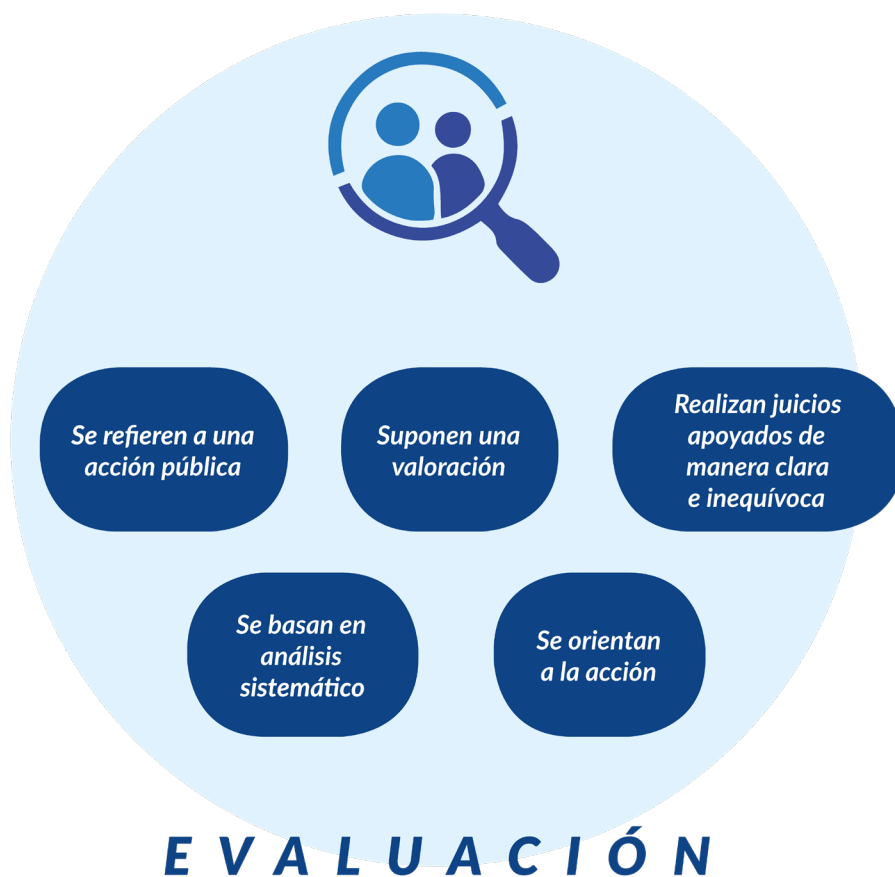 Se refieren a una
acción pública
Suponen una
valoración
Realizan juicios
apoyados de
manera clara
e inequívoca
Se basan en
análisis
sistemático
Se orientan
a la acción
EVALUACIÓN